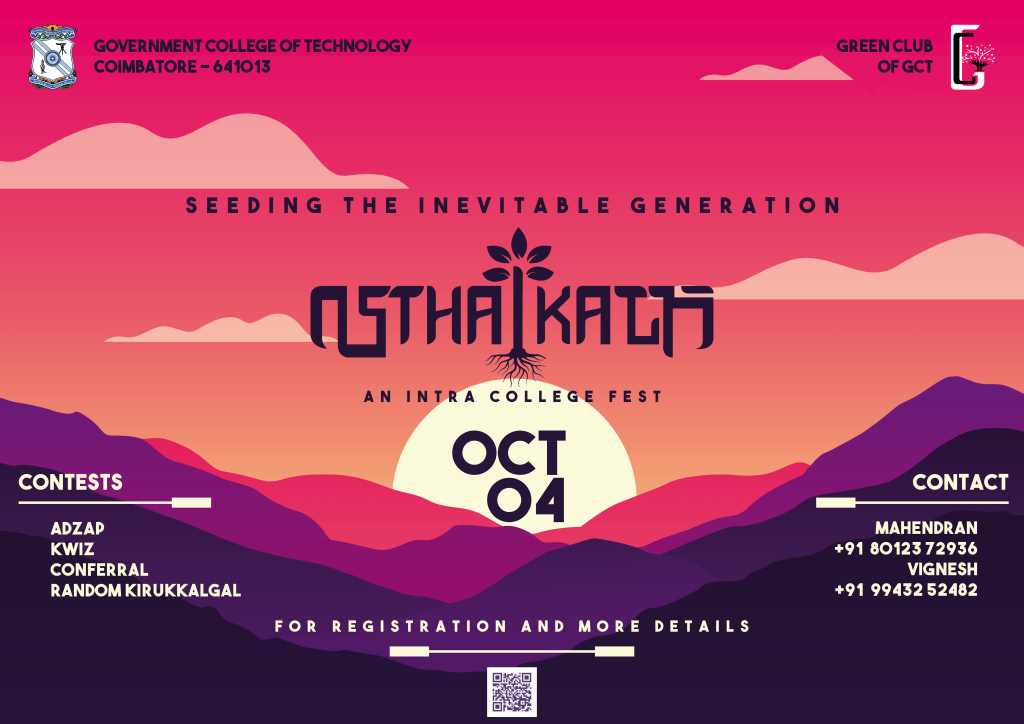 GOVERNMENT COLLEGE OF TECHNOLOGY
COIMBATORE - 641013
GREEN CLUB
OF GCT
SEEDING THE INEVITABLE GENERATION
AN INTRA COLLEGE FEST
OCT
04
CONTESTS
ADZAP
KWIZ
CONFERRAL
RANDOM KIRUKKALGAL
CONTACT
MAHENDRAN
+91 80123 72936
VIGNESH
+91 99432 52482
FOR REGISTRATION AND MORE DETAILS